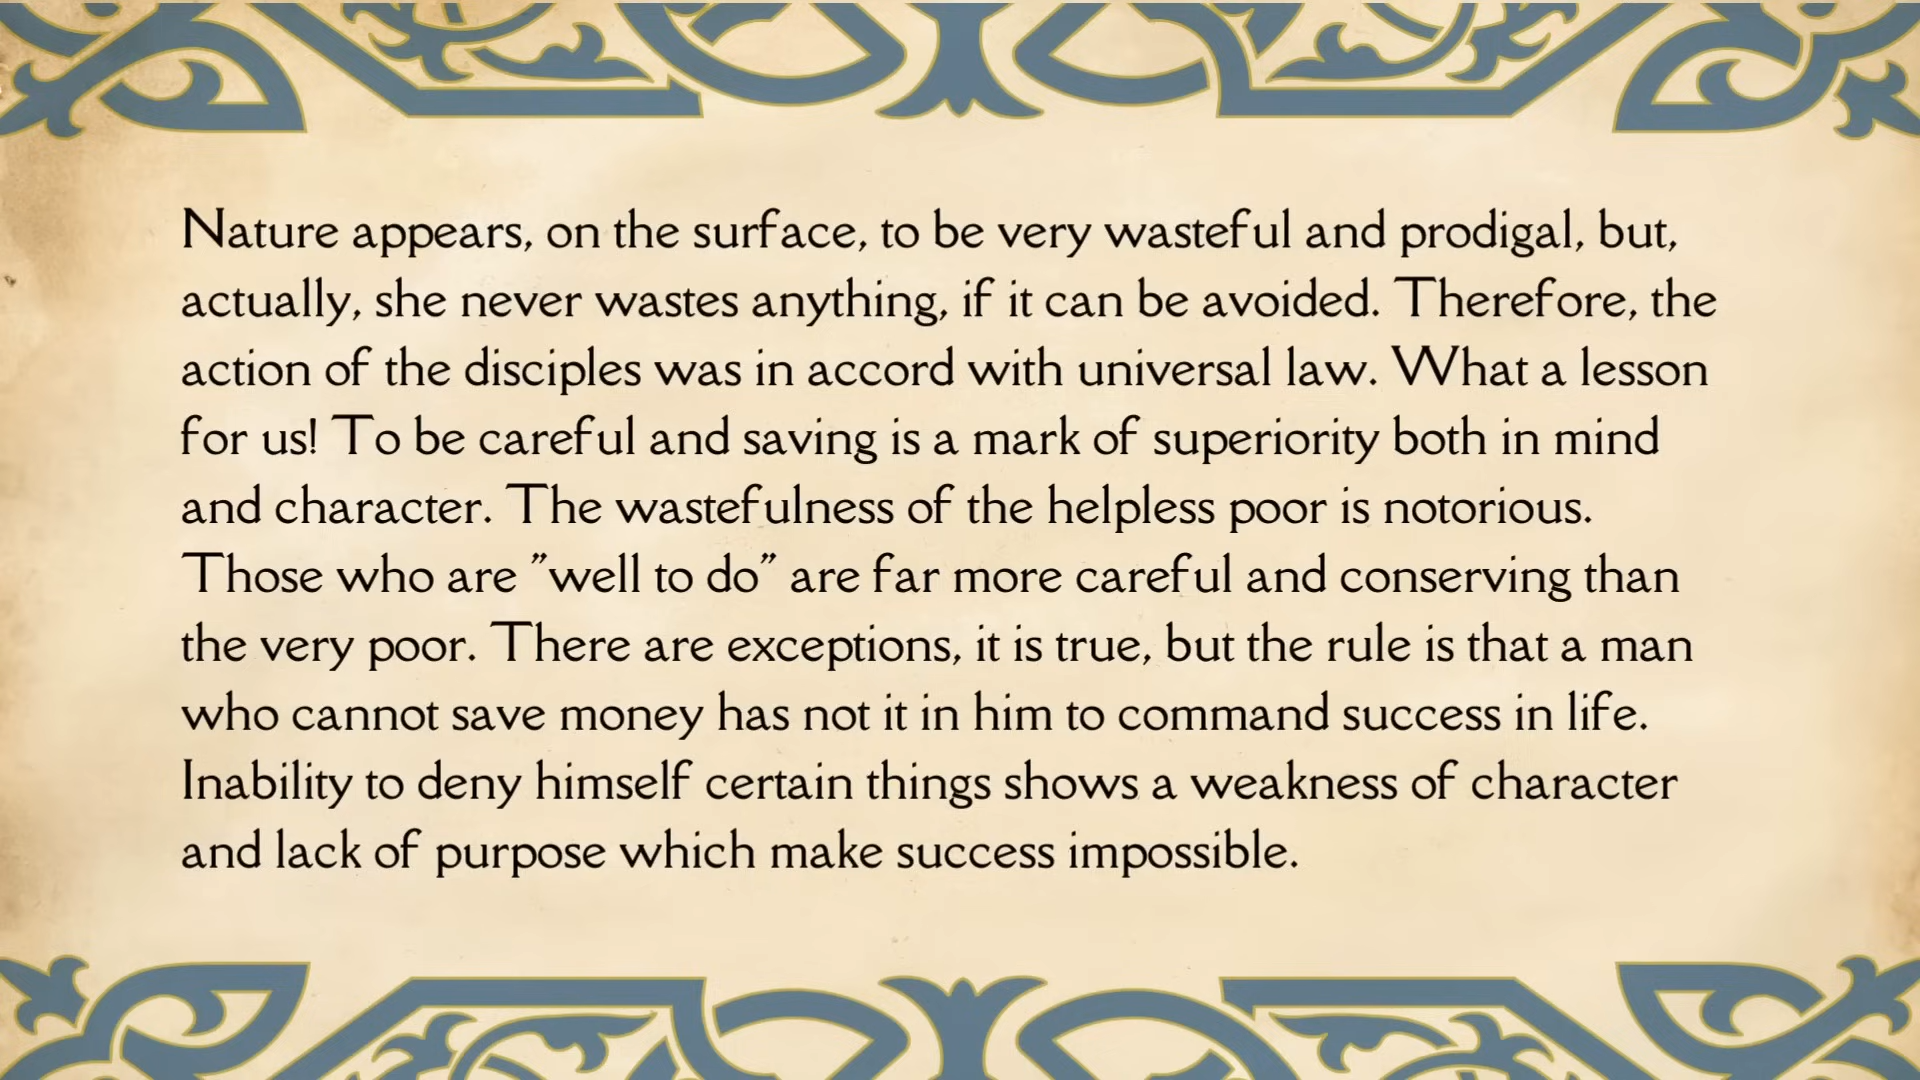 Nature appears, on the surface, to be very wasteful and prodigal, but,
actually, she never wastes anything, if it can be avoided. Therefore, the
action of the disciples was in accord with universal law. What a lesson
for us! To be careful and saving is a mark of superiority both in mind
and character. The wastefulness of the helpless poor is notorious.
Those who are "well to do" are far more careful and conserving than
the very poor. There are exceptions, it is true, but the rule is that a man
who cannot save money has not it in him to command success in life.
Inability to deny himself certain things shows a weakness of character
and lack of purpose which make success impossible.